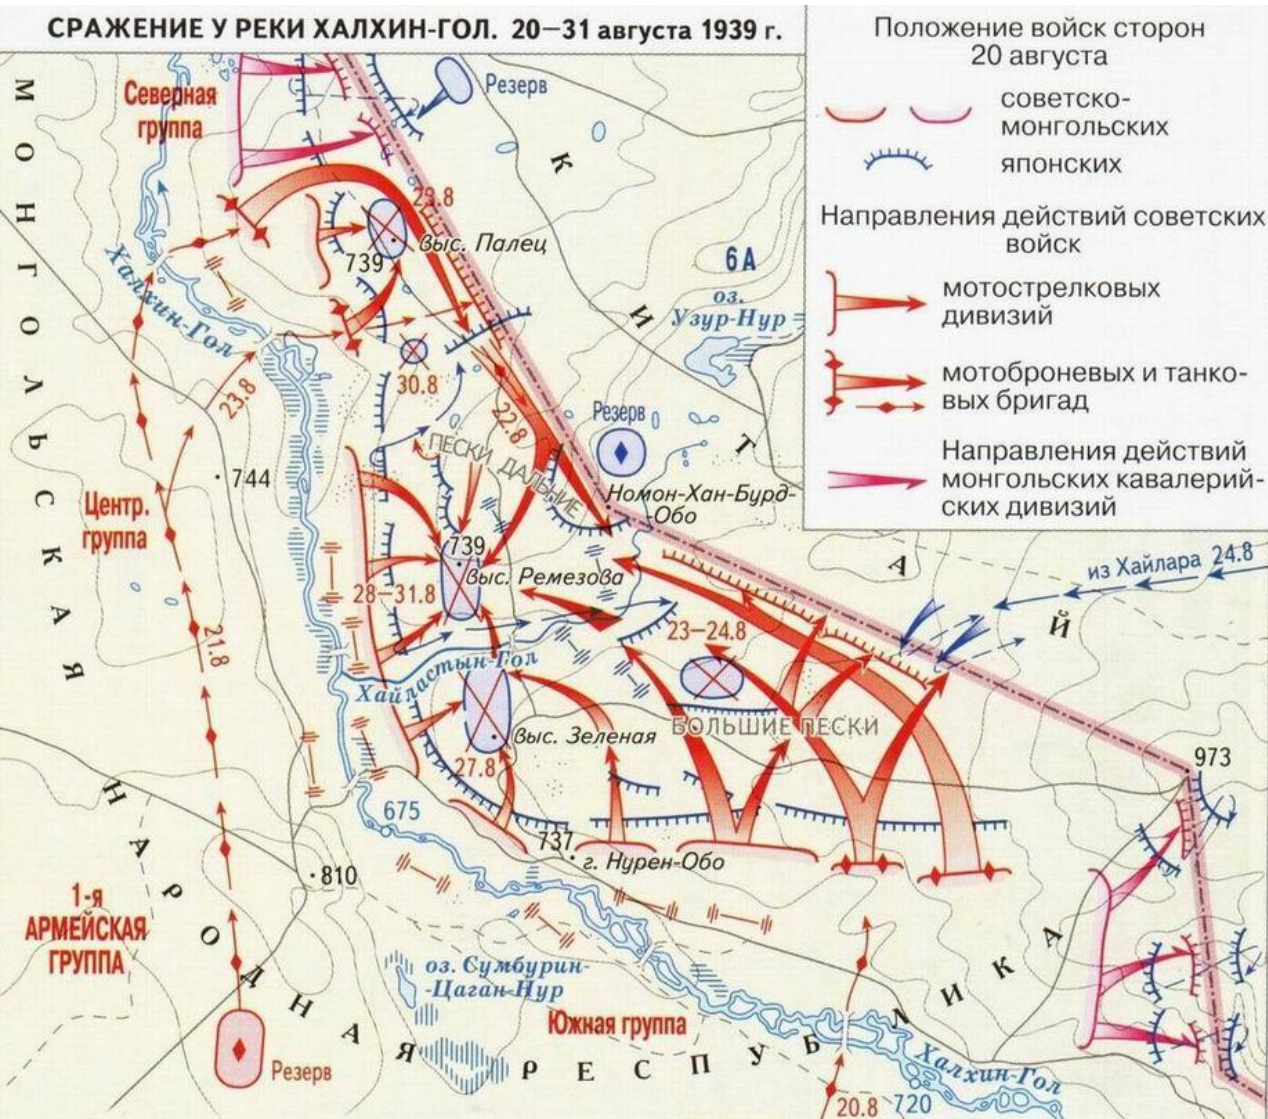 СРАЖЕНИЕ У РЕКИ ХАЛХИН-ГОЛ. 20–31 августа 1939 г.
Положение войск сторон
20 августа
советско-
монгольских
японских
Направления действий советских
войск
мотострелковых
дивизий
мотоброневых и танко-
вых бригад
Направления действий
монгольских кавалерий-
ских дивизий
МОНГОЛЬСКАЯ
НАРОДНАЯ
РЕСПУБЛИКА
КИТАЙ
Северная
группа
Резерв
23.8
выс. Палец
739
6А
оз.
Узур-Нур
Халхин-Гол
30.8
23.8
22.8
Резерв
ПЕСКИ ДАЛЬНИЕ
744
Номон-Хан-Бурд-
-Обо
Центр.
группа
739
выс. Ремезова
28–31.8
из Хайлара 24.8
23–24.8
21.8
Хайластын-Гол
БОЛЬШИЕ ПЕСКИ
выс. Зеленая
27.8
973
675
737
г. Нурен-Обо
810
1-я
АРМЕЙСКАЯ
ГРУППА
оз. Сумбурин-
-Цаган-Нур
Южная группа
Резерв
Халхин-Гол
20.8
720